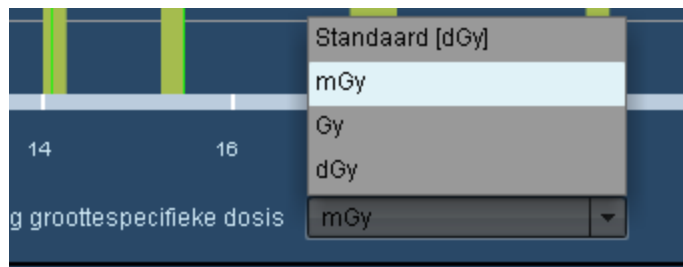 Standaard [dGy]
mGy
Gy
dGy
14 16
g groottespecifieke dosis mGy